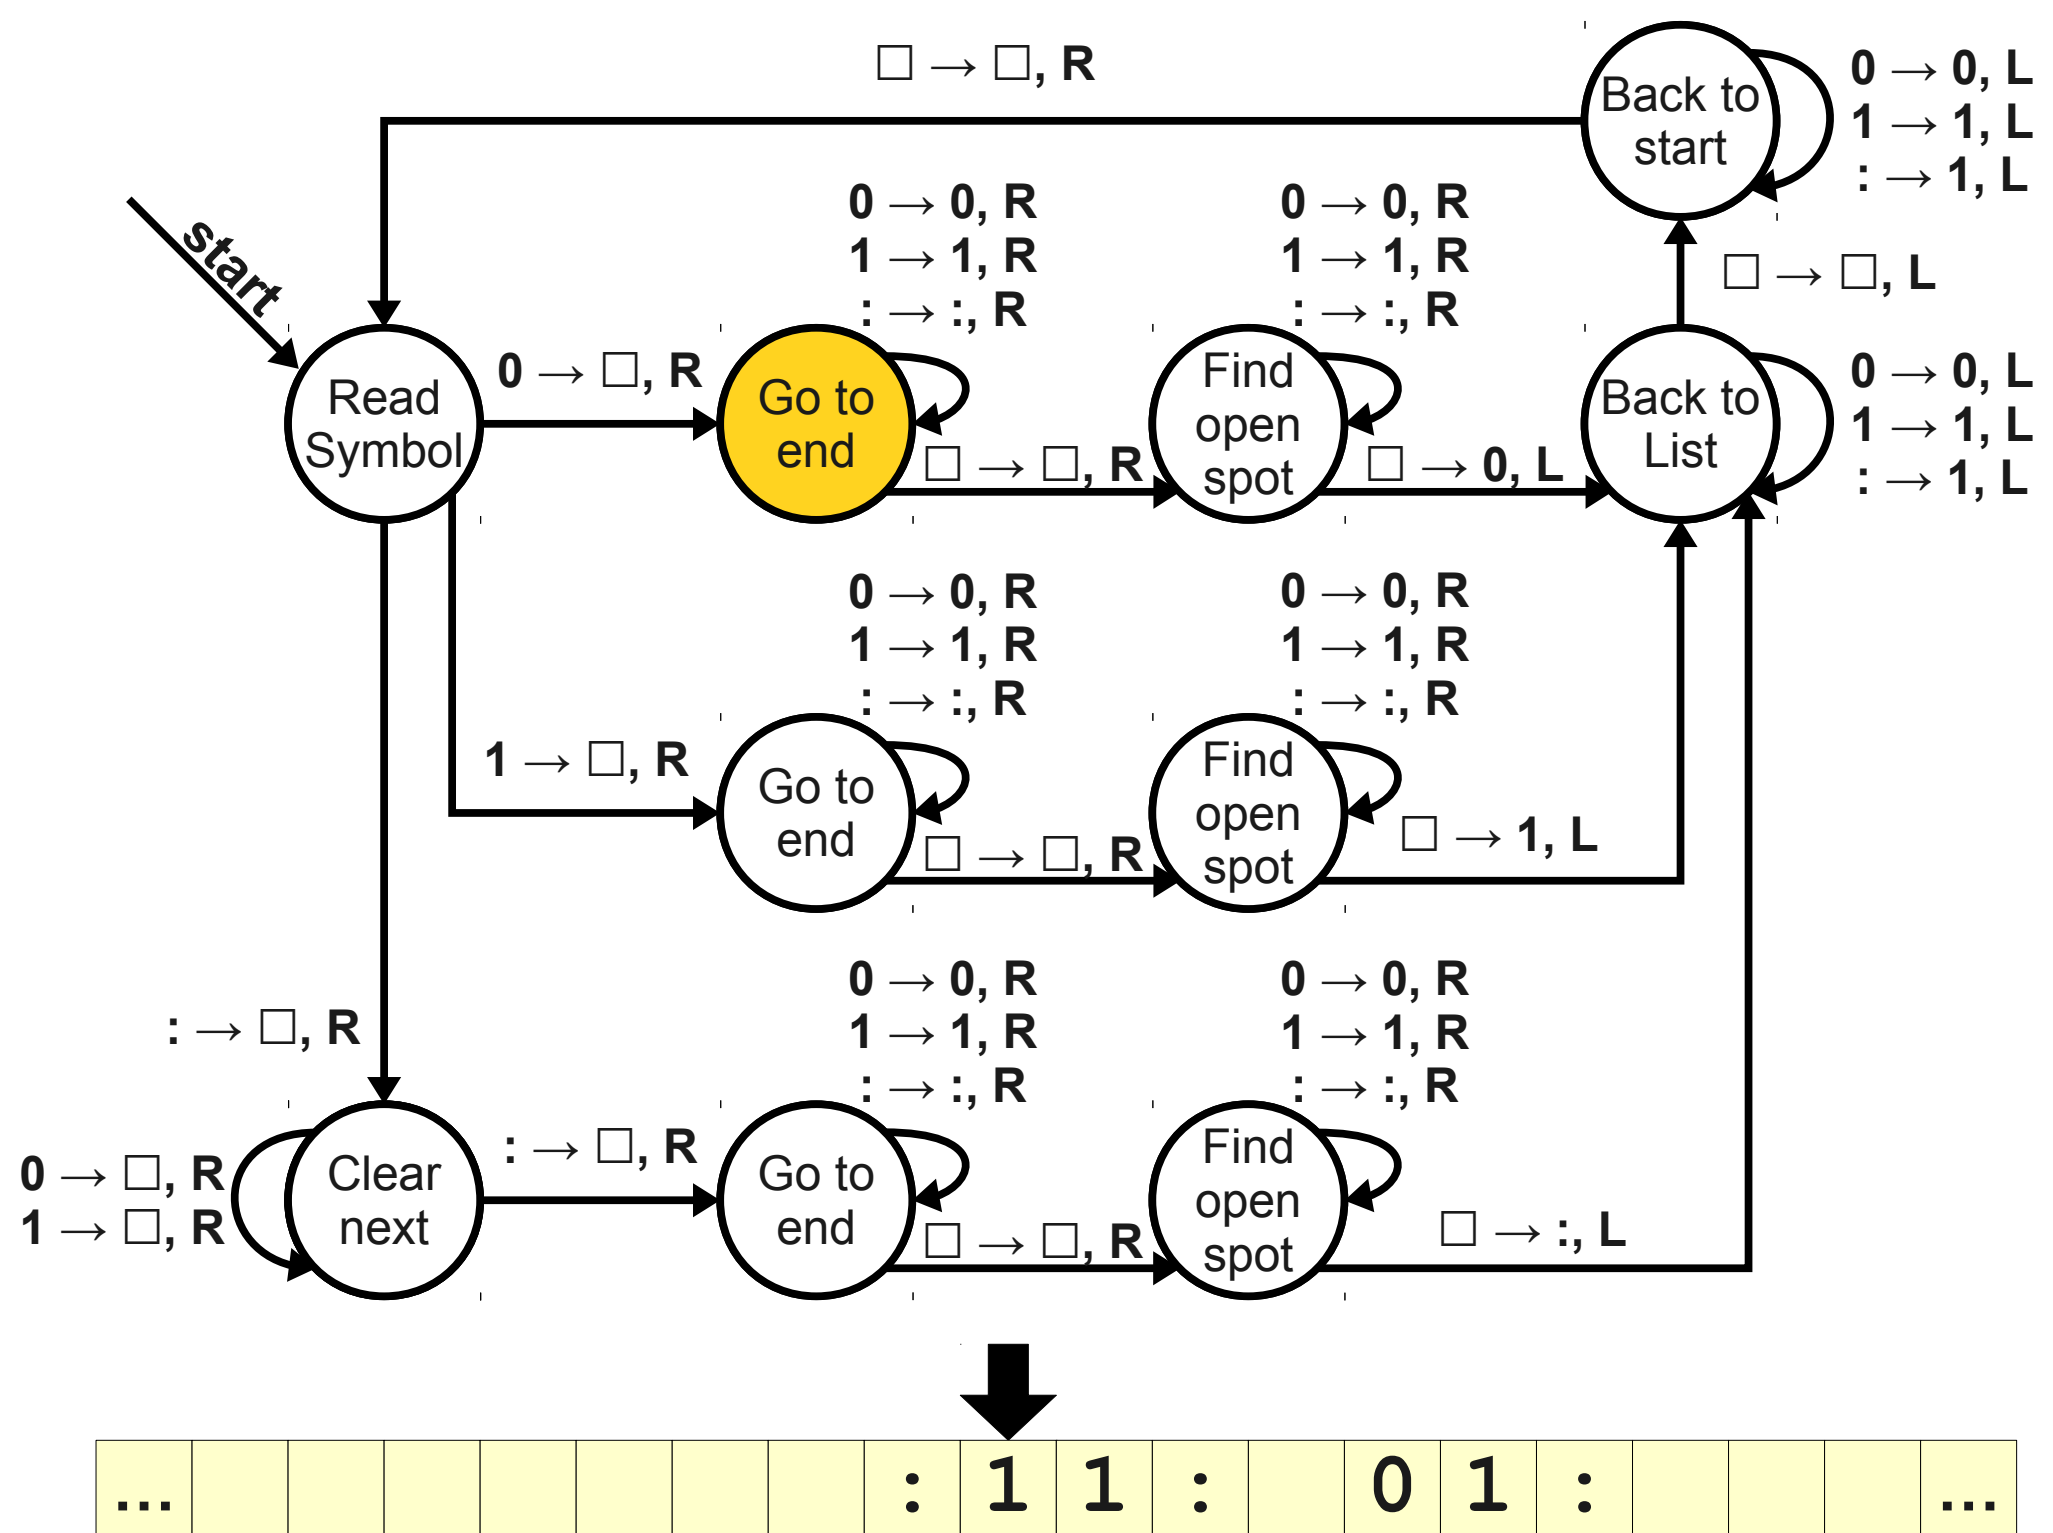 □ → □, R
Back to
start
0 → 0, L
1 → 1, L
: → 1, L
start
0 → 0, R
1 → 1, R
: → :, R
0 → 0, R
1 → 1, R
: → :, R
□ → □, L
Read
Symbol
0 → □, R
Go to
end
□ → □, R
Find
open
spot
□ → 0, L
Back to
List
0 → 0, L
1 → 1, L
: → 1, L
0 → 0, R
1 → 1, R
: → :, R
0 → 0, R
1 → 1, R
: → :, R
1 → □, R
Go to
end
□ → □, R
Find
open
spot
□ → 1, L
0 → 0, R
1 → 1, R
: → :, R
0 → 0, R
1 → 1, R
: → :, R
: → □, R
0 → □, R
1 → □, R
Clear
next
: → □, R
Go to
end
□ → □, R
Find
open
spot
□ → :, L
... : 1 1 : 0 1 : ...